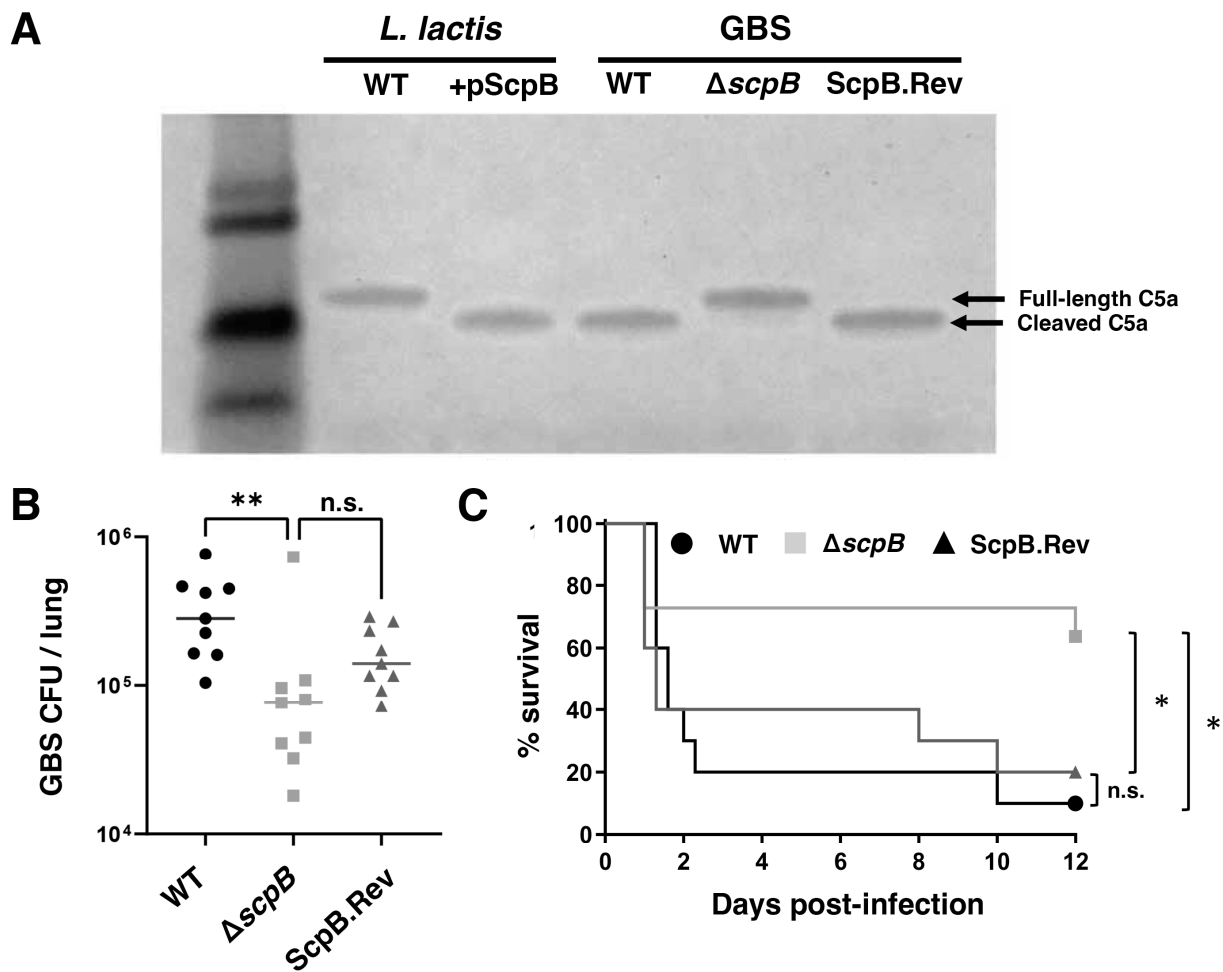 A
L. lactis GBS
WT +pScpB WT ΔscpB ScpB.Rev
Full-length C5a
Cleaved C5a
B
** n.s.
10⁶
10⁵
10⁴
GBS CFU / lung
WT ΔscpB ScpB.Rev
C
WT ΔscpB ScpB.Rev
100
80
60
40
20
0
% survival
*
*
n.s.
0 2 4 6 8 10 12
Days post-infection